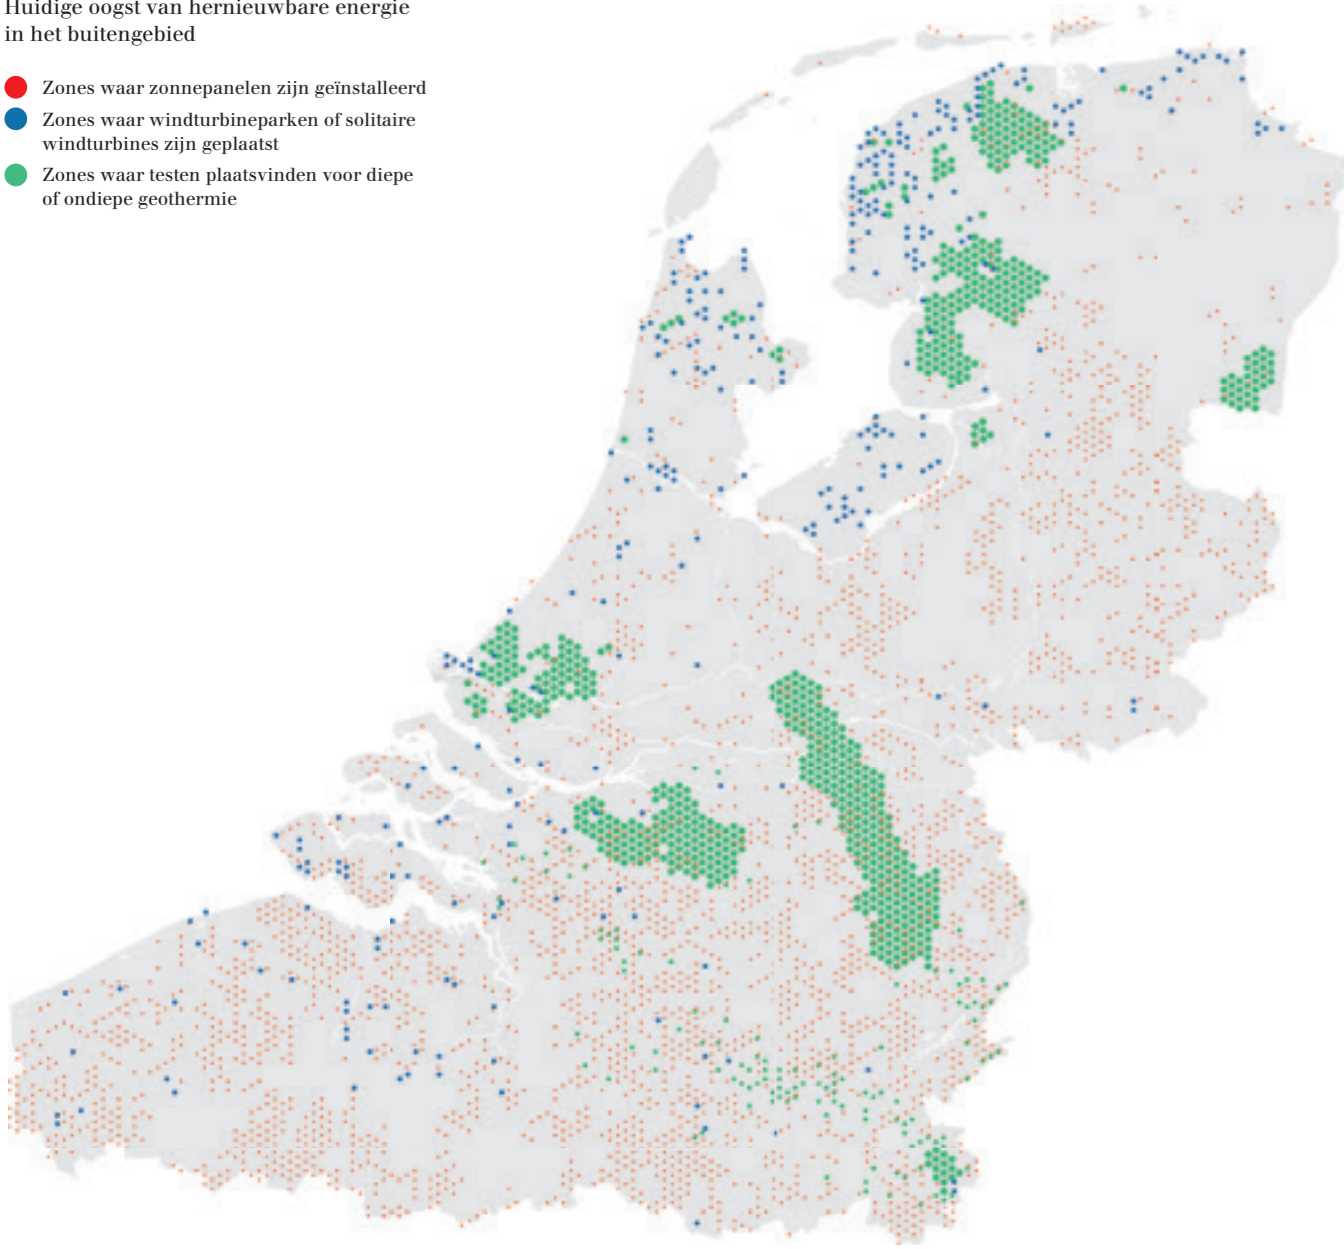 Huidige oogst van hernieuwbare energie
in het buitengebied
Zones waar zonnepanelen zijn geïnstalleerd
Zones waar windturbineparken of solitaire
windturbines zijn geplaatst
Zones waar testen plaatsvinden voor diepe
of ondiepe geothermie